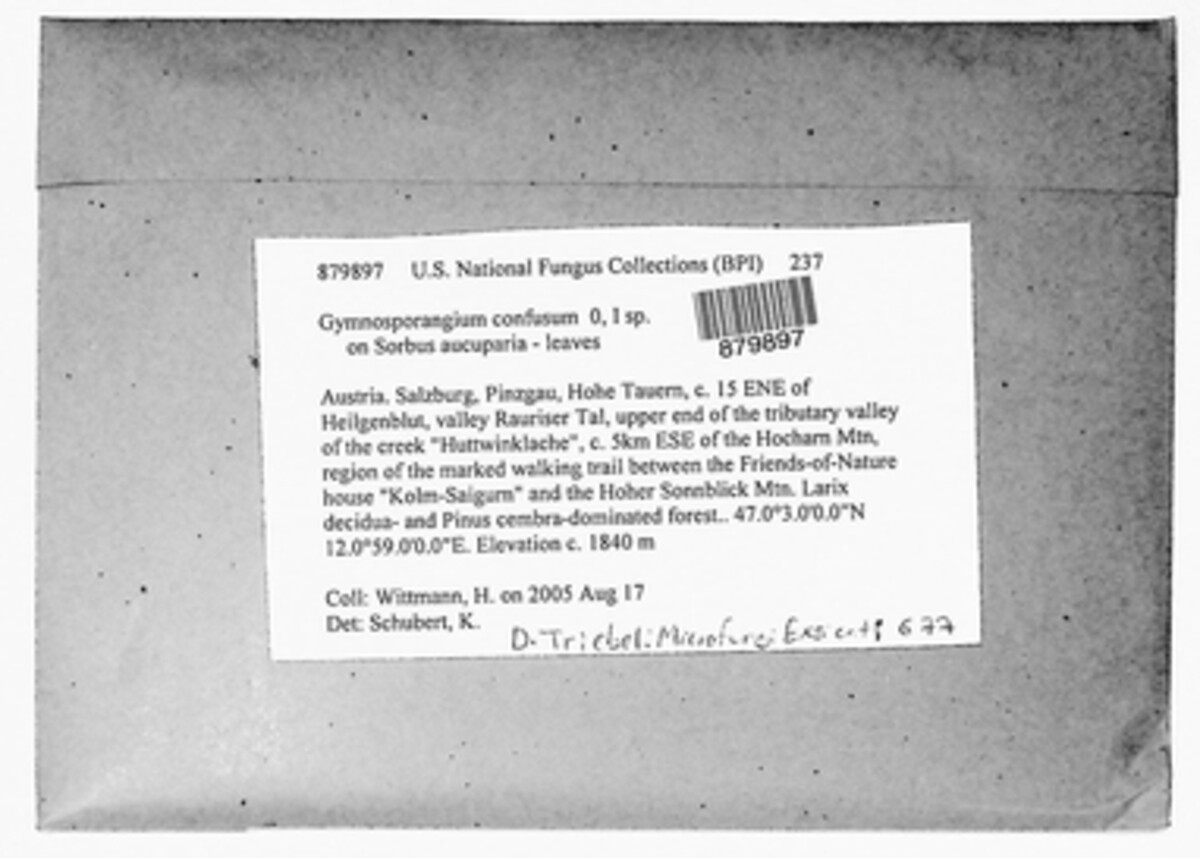 879897 U.S. National Fungus Collections (BPI) 237
Gymnosporangium confusum 0, I sp.
on Sorbus aucuparia - leaves
879897
Austria. Salzburg, Pinzgau, Hohe Tauern, c. 15 ENE of
Heilgenblut, valley Rauriser Tal, upper end of the tributary valley
of the creek "Huttwinklache", c. 5km ESE of the Hocharn Mtn,
region of the marked walking trail between the Friends-of-Nature
house "Kolm-Saigurn" and the Hoher Sonnblick Mtn. Larix
decidua- and Pinus cembra-dominated forest.. 47.0°3.0'0.0"N
12.0°59.0'0.0"E. Elevation c. 1840 m
Coll: Wittmann, H. on 2005 Aug 17
Det: Schubert, K.
D. Triebel: Microfungi Exsicati 677